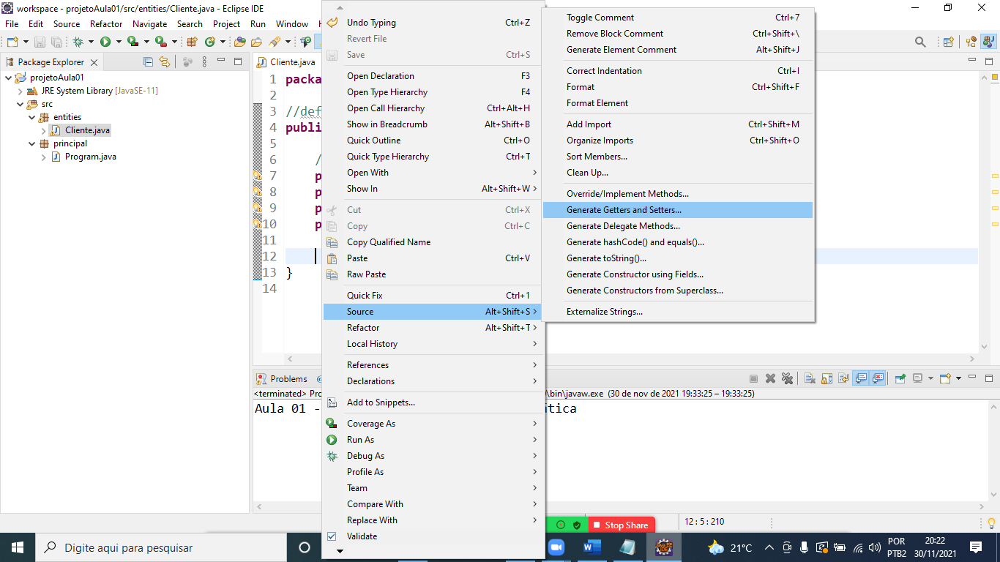 workspace - projetoAula01/src/entities/Cliente.java - Eclipse IDE
File Edit Source Refactor Navigate Search Project Run Window
Package Explorer
projetoAula01
JRE System Library [JavaSE-11]
src
entities
Cliente.java
principal
Program.java
Cliente.java
1 packa
2
3 //def
4 publi
5
6 /
7 p
8 p
9 p
10 p
11
12
13 }
14
Undo Typing Ctrl+Z
Revert File
Save Ctrl+S
Open Declaration F3
Open Type Hierarchy F4
Open Call Hierarchy Ctrl+Alt+H
Show in Breadcrumb Alt+Shift+B
Quick Outline Ctrl+O
Quick Type Hierarchy Ctrl+T
Open With
Show In Alt+Shift+W
Cut Ctrl+X
Copy Ctrl+C
Copy Qualified Name
Paste Ctrl+V
Raw Paste
Quick Fix Ctrl+1
Source Alt+Shift+S
Refactor Alt+Shift+T
Local History
References
Declarations
Add to Snippets...
Coverage As
Run As
Debug As
Profile As
Team
Compare With
Replace With
Validate
Toggle Comment Ctrl+7
Remove Block Comment Ctrl+Shift+\
Generate Element Comment Alt+Shift+J
Correct Indentation Ctrl+I
Format Ctrl+Shift+F
Format Element
Add Import Ctrl+Shift+M
Organize Imports Ctrl+Shift+O
Sort Members...
Clean Up...
Override/Implement Methods...
Generate Getters and Setters...
Generate Delegate Methods...
Generate hashCode() and equals()...
Generate toString()...
Generate Constructor using Fields...
Generate Constructors from Superclass...
Externalize Strings...
Problems @
<terminated> Pro \bin\javaw.exe (30 de nov de 2021 19:33:25 – 19:33:25)
Aula 01 - ática
Stop Share
12 : 5 : 210
Digite aqui para pesquisar
21°C
POR
PTB2
20:22
30/11/2021